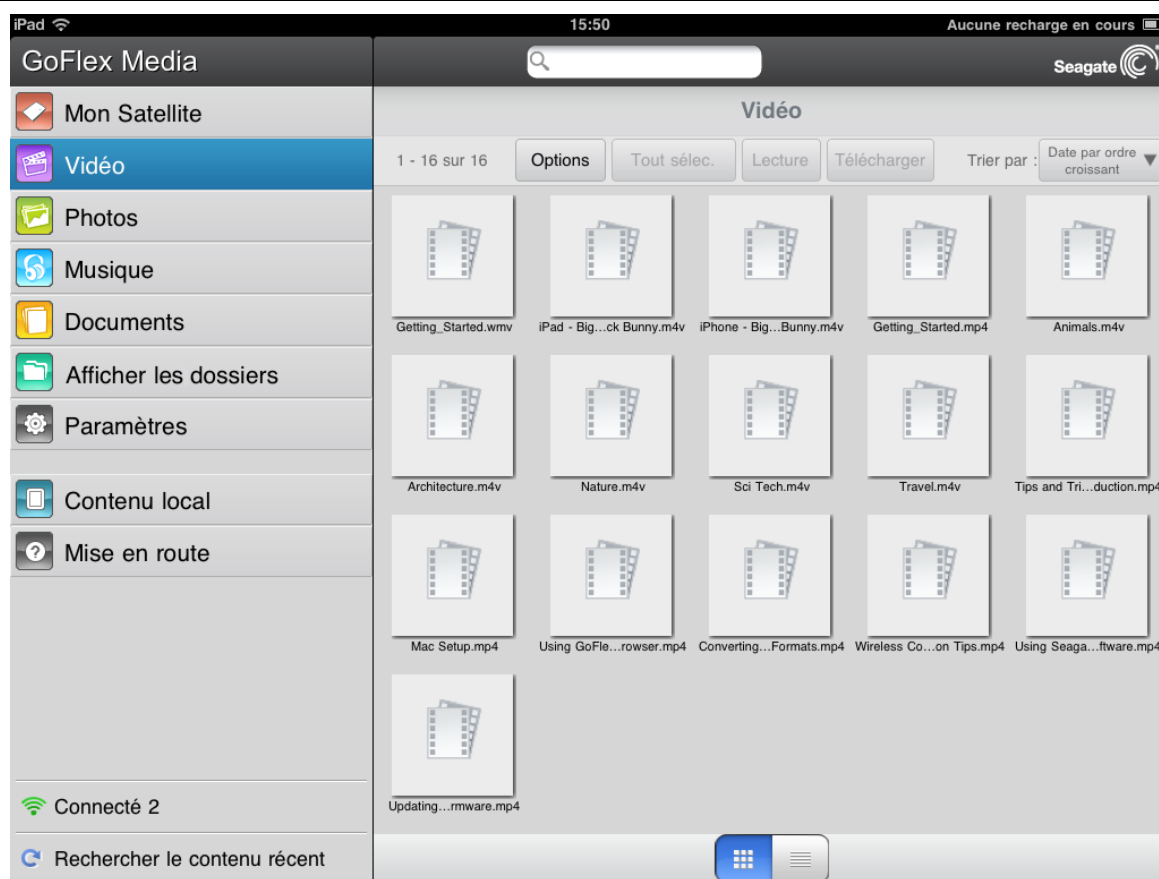 iPad 15:50 Aucune recharge en cours
GoFlex Media
Seagate
Mon Satellite
Vidéo
Photos
Musique
Documents
Afficher les dossiers
Paramètres
Contenu local
Mise en route
Connecté 2
Rechercher le contenu récent
Vidéo
1 - 16 sur 16 Options Tout sélec. Lecture Télécharger Trier par : Date par ordre
croissant
Getting_Started.wmv iPad - Big...ck Bunny.m4v iPhone - Big...Bunny.m4v Getting_Started.mp4 Animals.m4v
Architecture.m4v Nature.m4v Sci Tech.m4v Travel.m4v Tips and Tri...duction.mp4
Mac Setup.mp4 Using GoFle...rowser.mp4 Converting...Formats.mp4 Wireless Co...on Tips.mp4 Using Seaga...ftware.mp4
Updating...rmware.mp4